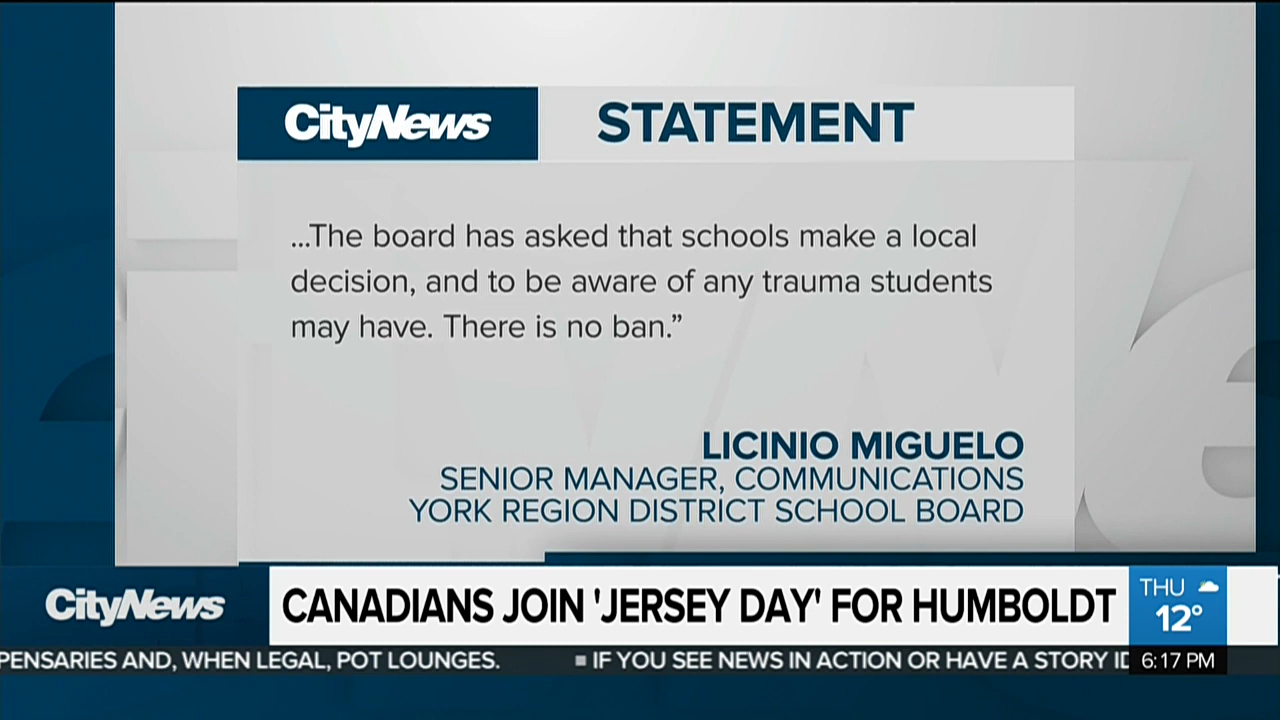 CityNews STATEMENT
...The board has asked that schools make a local
decision, and to be aware of any trauma students
may have. There is no ban.”
LICINIO MIGUELO
SENIOR MANAGER, COMMUNICATIONS
YORK REGION DISTRICT SCHOOL BOARD
CityNews CANADIANS JOIN 'JERSEY DAY' FOR HUMBOLDT THU
12°
PENSARIES AND, WHEN LEGAL, POT LOUNGES. ▪ IF YOU SEE NEWS IN ACTION OR HAVE A STORY ID 6:17 PM